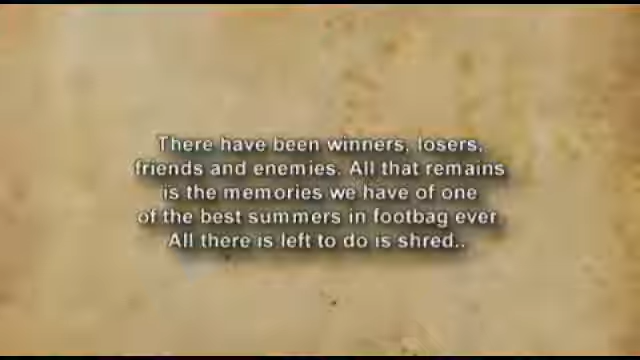 There have been winners, losers,
friends and enemies. All that remains
is the memories we have of one
of the best summers in footbag ever.
All there is left to do is shred..